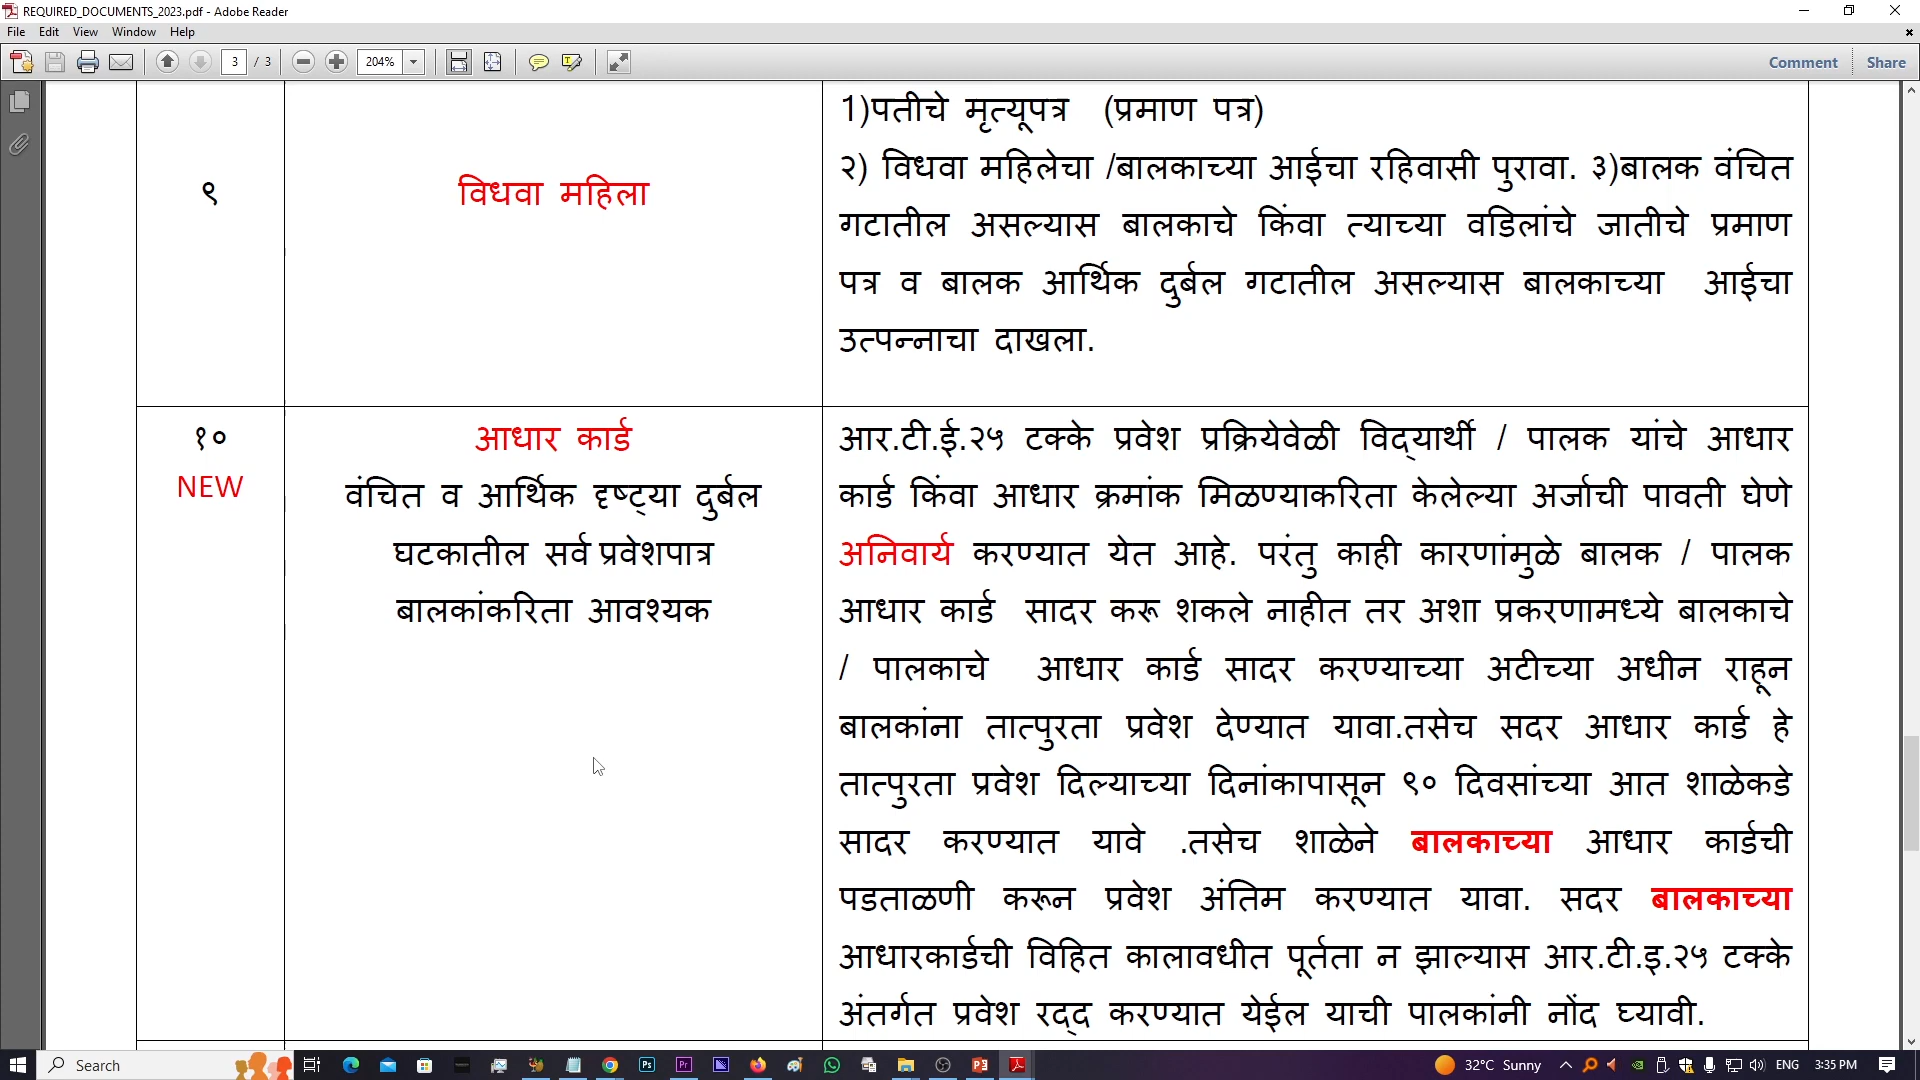 REQUIRED_DOCUMENTS_2023.pdf - Adobe Reader
File Edit View Window Help
3 / 3 204% Comment Share
1)पतीचे मृत्यूपत्र (प्रमाण पत्र)
९ विधवा महिला २) विधवा महिलेचा /बालकाच्या आईचा रहिवासी पुरावा. ३)बालक वंचित
गटातील असल्यास बालकाचे किंवा त्याच्या वडिलांचे जातीचे प्रमाण
पत्र व बालक आर्थिक दुर्बल गटातील असल्यास बालकाच्या आईचा
उत्पन्नाचा दाखला.
१०
NEW
आधार कार्ड
वंचित व आर्थिक दृष्ट्या दुर्बल
घटकातील सर्व प्रवेशपात्र
बालकांकरिता आवश्यक
आर.टी.ई.२५ टक्के प्रवेश प्रक्रियेवेळी विद्यार्थी / पालक यांचे आधार
कार्ड किंवा आधार क्रमांक मिळण्याकरिता केलेल्या अर्जाची पावती घेणे
अनिवार्य करण्यात येत आहे. परंतु काही कारणांमुळे बालक / पालक
आधार कार्ड सादर करू शकले नाहीत तर अशा प्रकरणामध्ये बालकाचे
/ पालकाचे आधार कार्ड सादर करण्याच्या अटीच्या अधीन राहून
बालकांना तात्पुरता प्रवेश देण्यात यावा.तसेच सदर आधार कार्ड हे
तात्पुरता प्रवेश दिल्याच्या दिनांकापासून ९० दिवसांच्या आत शाळेकडे
सादर करण्यात यावे .तसेच शाळेने बालकाच्या आधार कार्डची
पडताळणी करून प्रवेश अंतिम करण्यात यावा. सदर बालकाच्या
आधारकार्डची विहित कालावधीत पूर्तता न झाल्यास आर.टी.इ.२५ टक्के
अंतर्गत प्रवेश रद्द करण्यात येईल याची पालकांनी नोंद घ्यावी.
Search 32°C Sunny ENG 3:35 PM